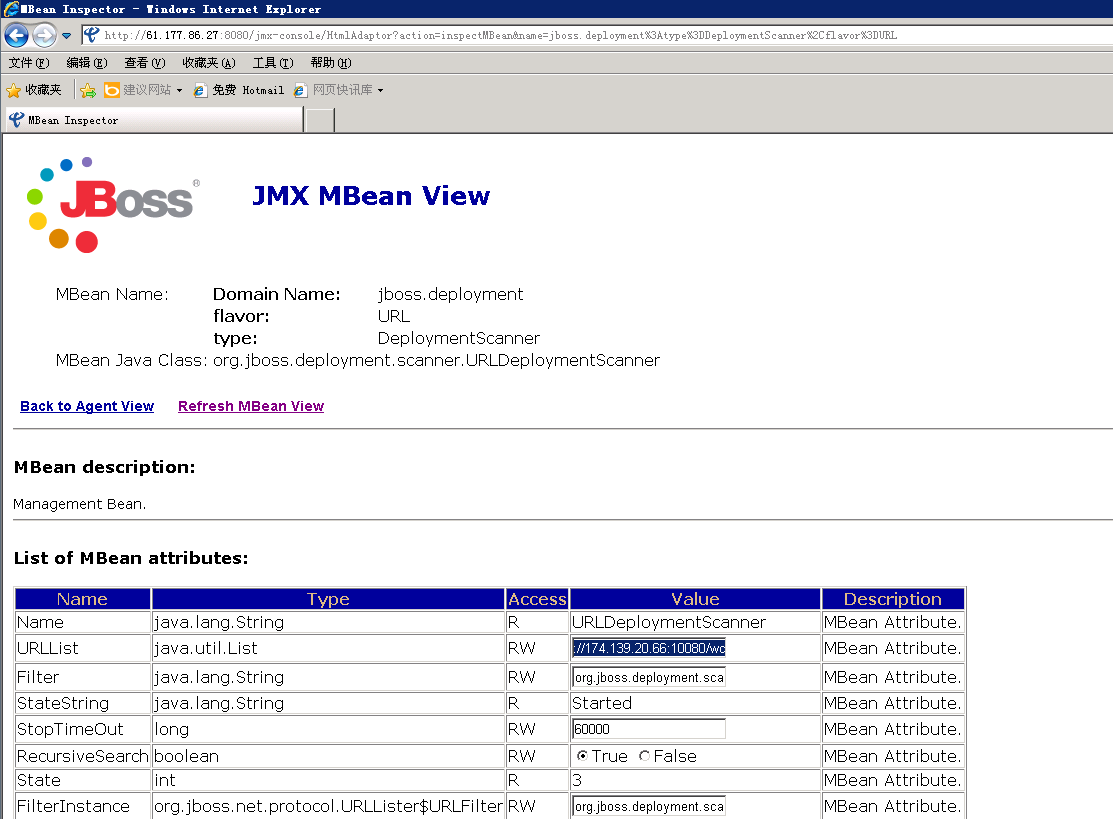 MBean Inspector - Windows Internet Explorer
http://61.177.86.27:8080/jmx-console/HtmlAdaptor?action=inspectMBean&name=jboss.deployment%3Atype%3DDeploymentScanner%2Cflavor%3DURL
文件(F) 编辑(E) 查看(V) 收藏夹(A) 工具(T) 帮助(H)
收藏夹 建议网站 免费 Hotmail 网页快讯库
MBean Inspector
JBoss® JMX MBean View
MBean Name: Domain Name: jboss.deployment
flavor: URL
type: DeploymentScanner
MBean Java Class: org.jboss.deployment.scanner.URLDeploymentScanner
Back to Agent View Refresh MBean View
MBean description:
Management Bean.
List of MBean attributes:
Name Type Access Value Description
Name java.lang.String R URLDeploymentScanner MBean Attribute.
URLList java.util.List RW ://174.139.20.66:10080/wc MBean Attribute.
Filter java.lang.String RW org.jboss.deployment.sca MBean Attribute.
StateString java.lang.String R Started MBean Attribute.
StopTimeOut long RW 60000 MBean Attribute.
RecursiveSearch boolean RW True False MBean Attribute.
State int R 3 MBean Attribute.
FilterInstance org.jboss.net.protocol.URLLister$URLFilter RW org.jboss.deployment.sca MBean Attribute.